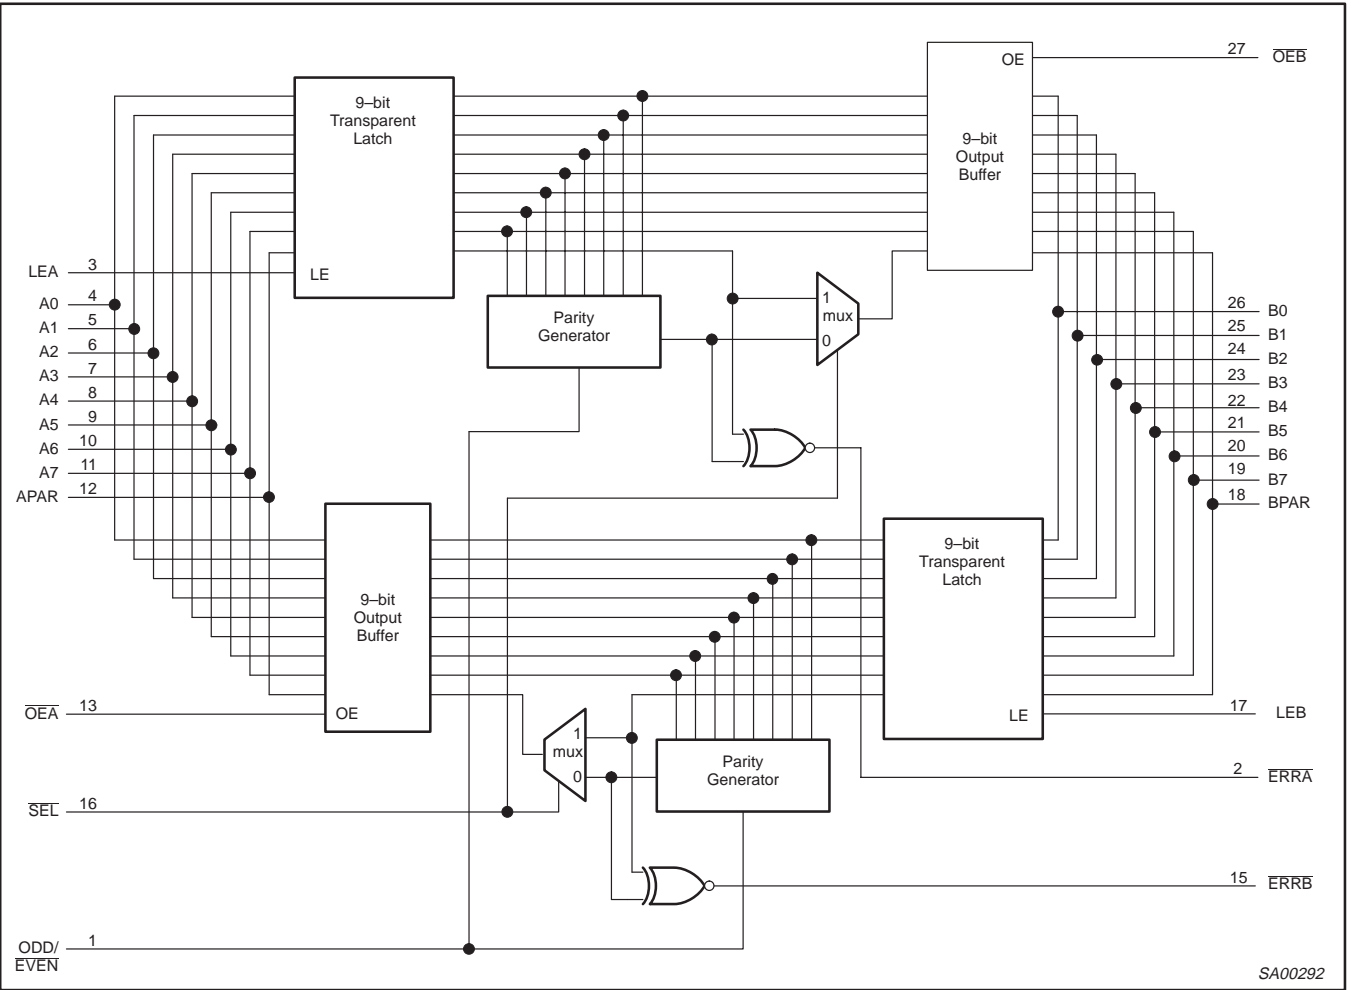 27 OEB
OE
9–bit
Transparent
Latch
9–bit
Output
Buffer
LEA 3
LE
A0 4
A1 5
A2 6
A3 7
A4 8
A5 9
A6 10
A7 11
APAR 12
Parity
Generator
1
mux
0
26 B0
25 B1
24 B2
23 B3
22 B4
21 B5
20 B6
19 B7
18 BPAR
9–bit
Output
Buffer
OE
9–bit
Transparent
Latch
LE
OEA 13
17 LEB
1
mux
0
Parity
Generator
2 ERRA
SEL 16
15 ERRB
ODD/ 1
EVEN
SA00292